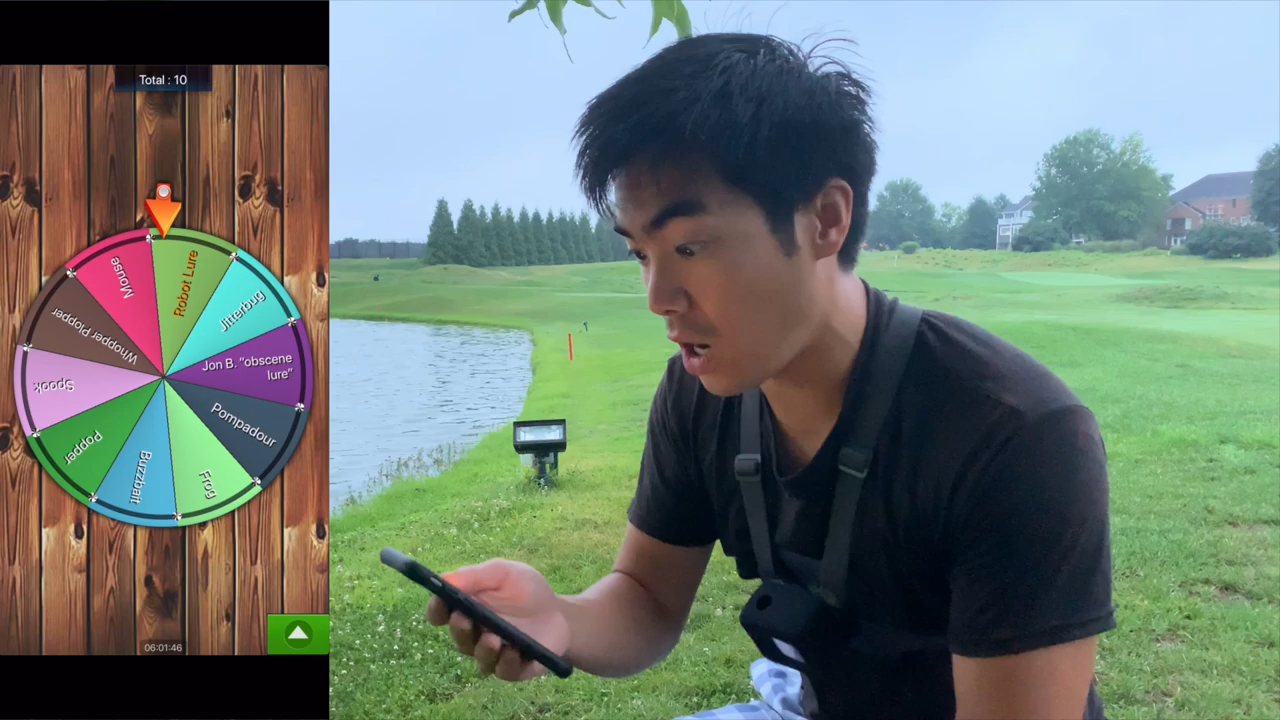 Total : 10
Mouse
Robot Lure
Jitterbug
Jon B. "obscene
lure"
Pompadour
Frog
Buzzbait
Popper
Spook
Whopper Plopper
06:01:46